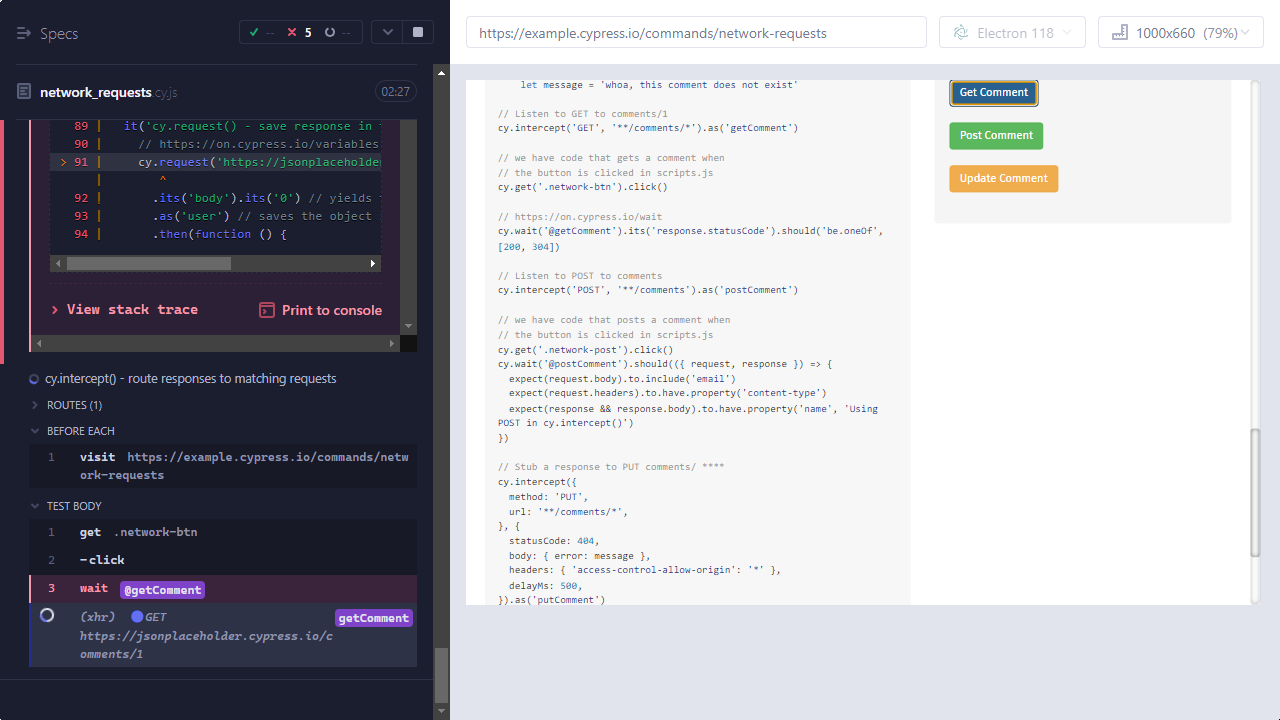 Specs
--
5
--
network_requests cy.js
02:27
89 | it('cy.request() - save response in
90 | // https://on.cypress.io/variables
> 91 | cy.request('https://jsonplaceholder
| ^
92 | .its('body').its('0') // yields
93 | .as('user') // saves the object
94 | .then(function () {
> View stack trace
Print to console
cy.intercept() - route responses to matching requests
ROUTES (1)
BEFORE EACH
1 visit https://example.cypress.io/commands/netw
ork-requests
TEST BODY
1 get .network-btn
2 -click
3 wait @getComment
(xhr) GET getComment
https://jsonplaceholder.cypress.io/c
omments/1
https://example.cypress.io/commands/network-requests
Electron 118
1000x660 (79%)
let message = 'whoa, this comment does not exist'
// Listen to GET to comments/1
cy.intercept('GET', '**/comments/*').as('getComment')
// we have code that gets a comment when
// the button is clicked in scripts.js
cy.get('.network-btn').click()
// https://on.cypress.io/wait
cy.wait('@getComment').its('response.statusCode').should('be.oneOf',
[200, 304])
// Listen to POST to comments
cy.intercept('POST', '**/comments').as('postComment')
// we have code that posts a comment when
// the button is clicked in scripts.js
cy.get('.network-post').click()
cy.wait('@postComment').should(({ request, response }) => {
expect(request.body).to.include('email')
expect(request.headers).to.have.property('content-type')
expect(response && response.body).to.have.property('name', 'Using
POST in cy.intercept()')
})
// Stub a response to PUT comments/ ****
cy.intercept({
method: 'PUT',
url: '**/comments/*',
}, {
statusCode: 404,
body: { error: message },
headers: { 'access-control-allow-origin': '*' },
delayMs: 500,
}).as('putComment')
Get Comment
Post Comment
Update Comment